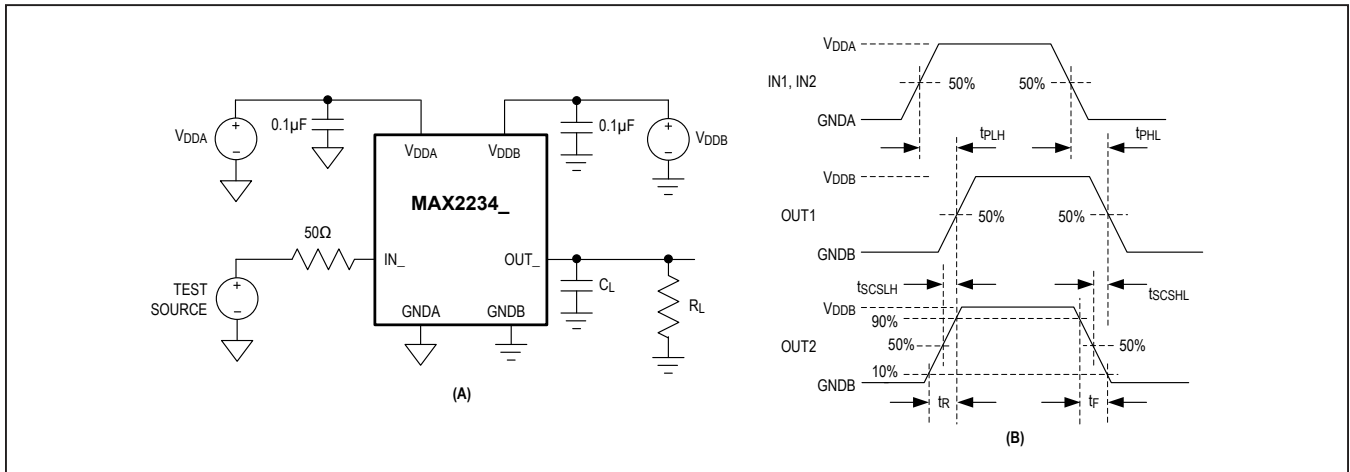 VDDA
0.1µF
VDDA
VDDB
0.1µF
VDDB
MAX2234_
50Ω
IN_
OUT_
TEST
SOURCE
GNDA
GNDB
CL
RL
(A)
VDDA
IN1, IN2
50%
50%
GNDA
tPLH
tPHL
VDDB
OUT1
50%
50%
GNDB
tSCSLH
tSCSHL
VDDB
90%
50%
50%
OUT2
10%
GNDB
tR
tF
(B)